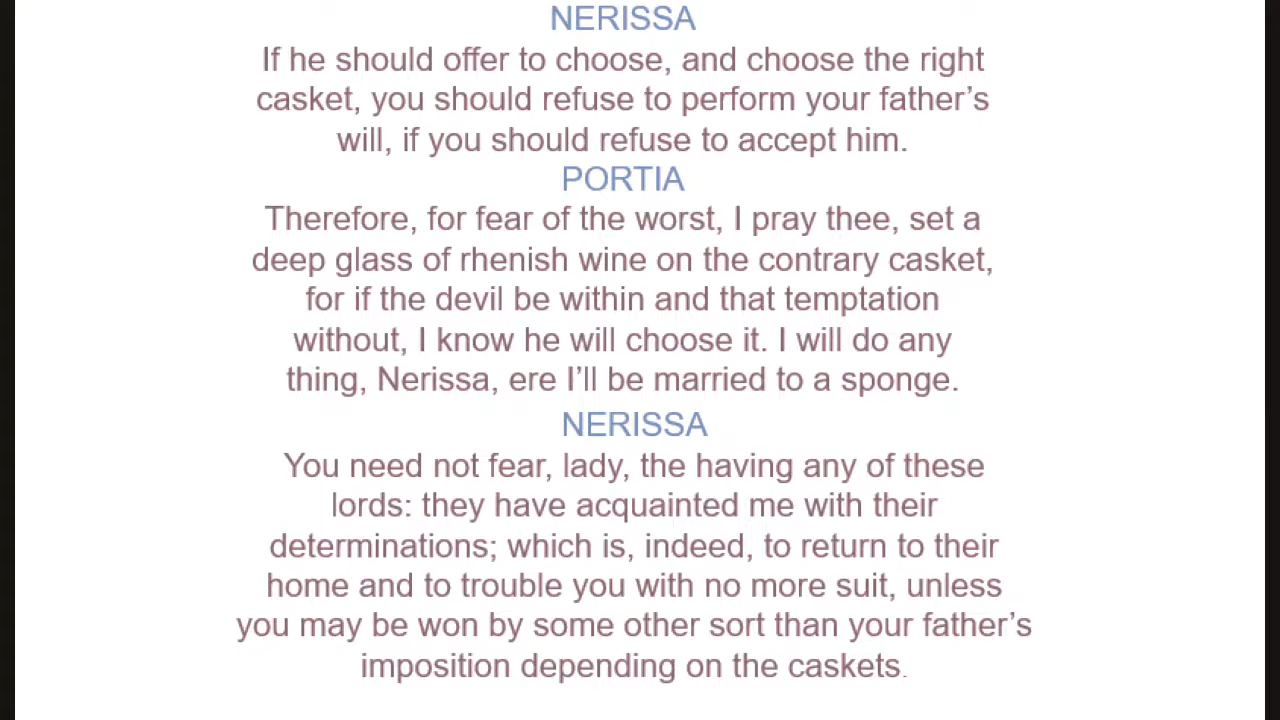 NERISSA
If he should offer to choose, and choose the right
casket, you should refuse to perform your father’s
will, if you should refuse to accept him.
PORTIA
Therefore, for fear of the worst, I pray thee, set a
deep glass of rhenish wine on the contrary casket,
for if the devil be within and that temptation
without, I know he will choose it. I will do any
thing, Nerissa, ere I’ll be married to a sponge.
NERISSA
You need not fear, lady, the having any of these
lords: they have acquainted me with their
determinations; which is, indeed, to return to their
home and to trouble you with no more suit, unless
you may be won by some other sort than your father’s
imposition depending on the caskets.